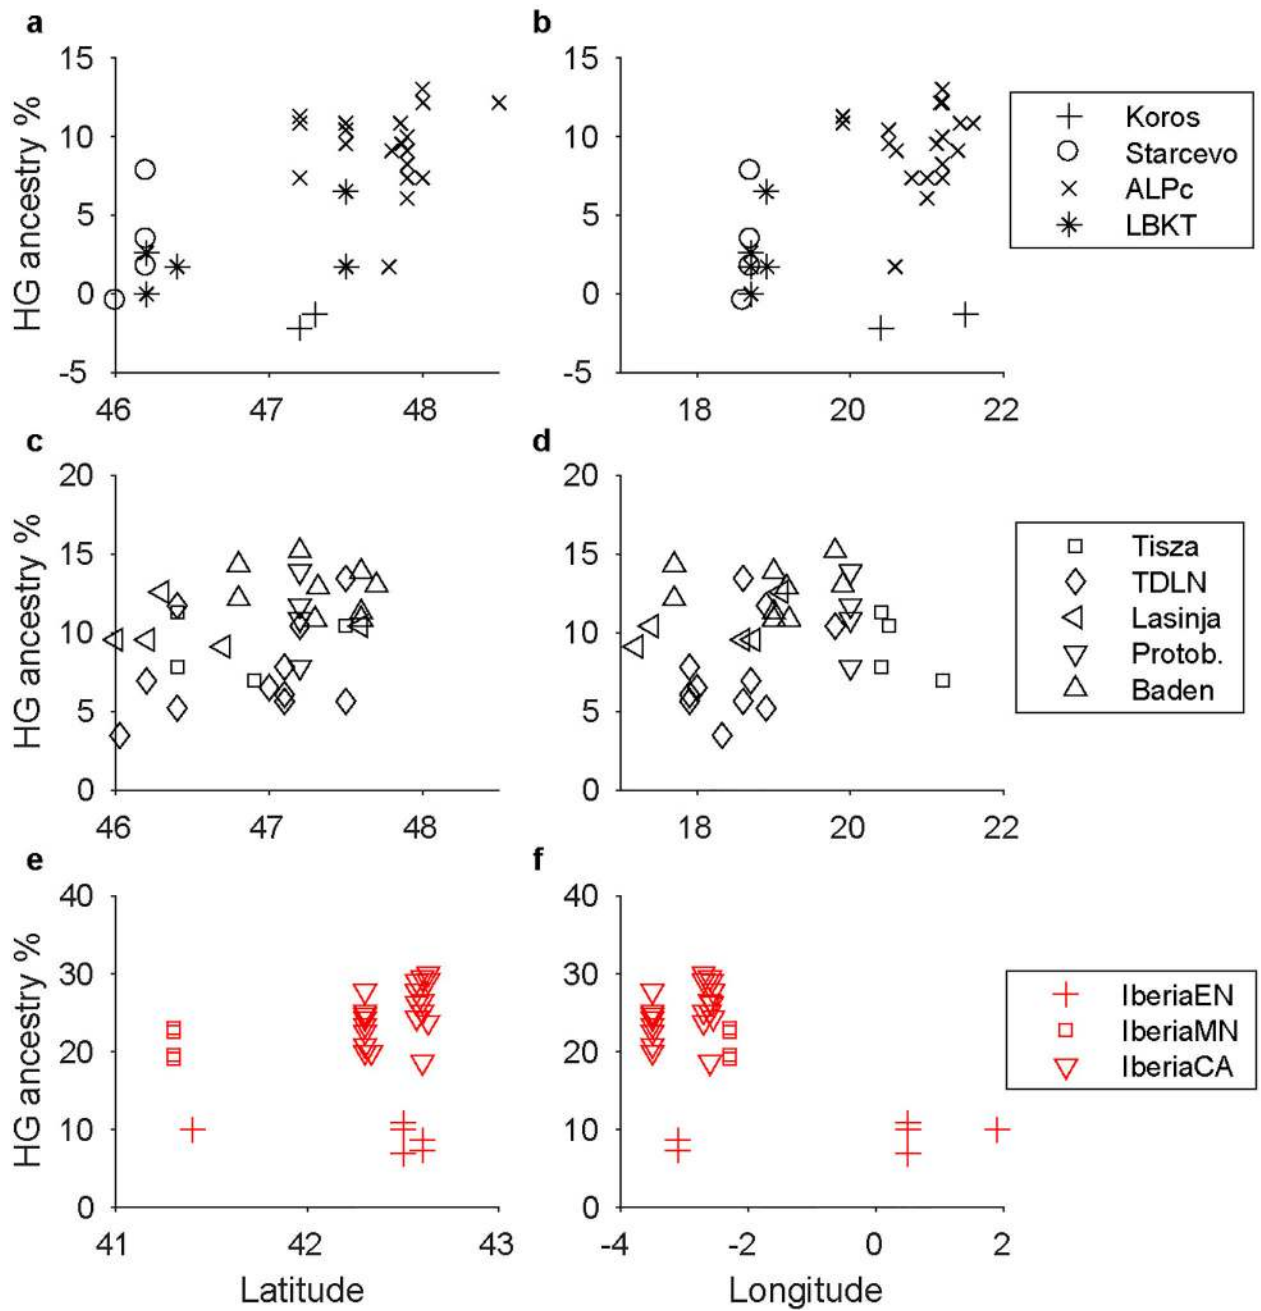 a
b
15
10
5
0
-5
HG ancestry %
46
47
48
15
10
5
0
-5
18
20
22
Koros
Starcevo
ALPc
LBKT
c
d
20
15
10
5
0
HG ancestry %
46
47
48
20
15
10
5
0
18
20
22
Tisza
TDLN
Lasinja
Protob.
Baden
e
f
40
30
20
10
0
HG ancestry %
41
42
43
Latitude
40
30
20
10
0
-4
-2
0
2
Longitude
IberiaEN
IberiaMN
IberiaCA